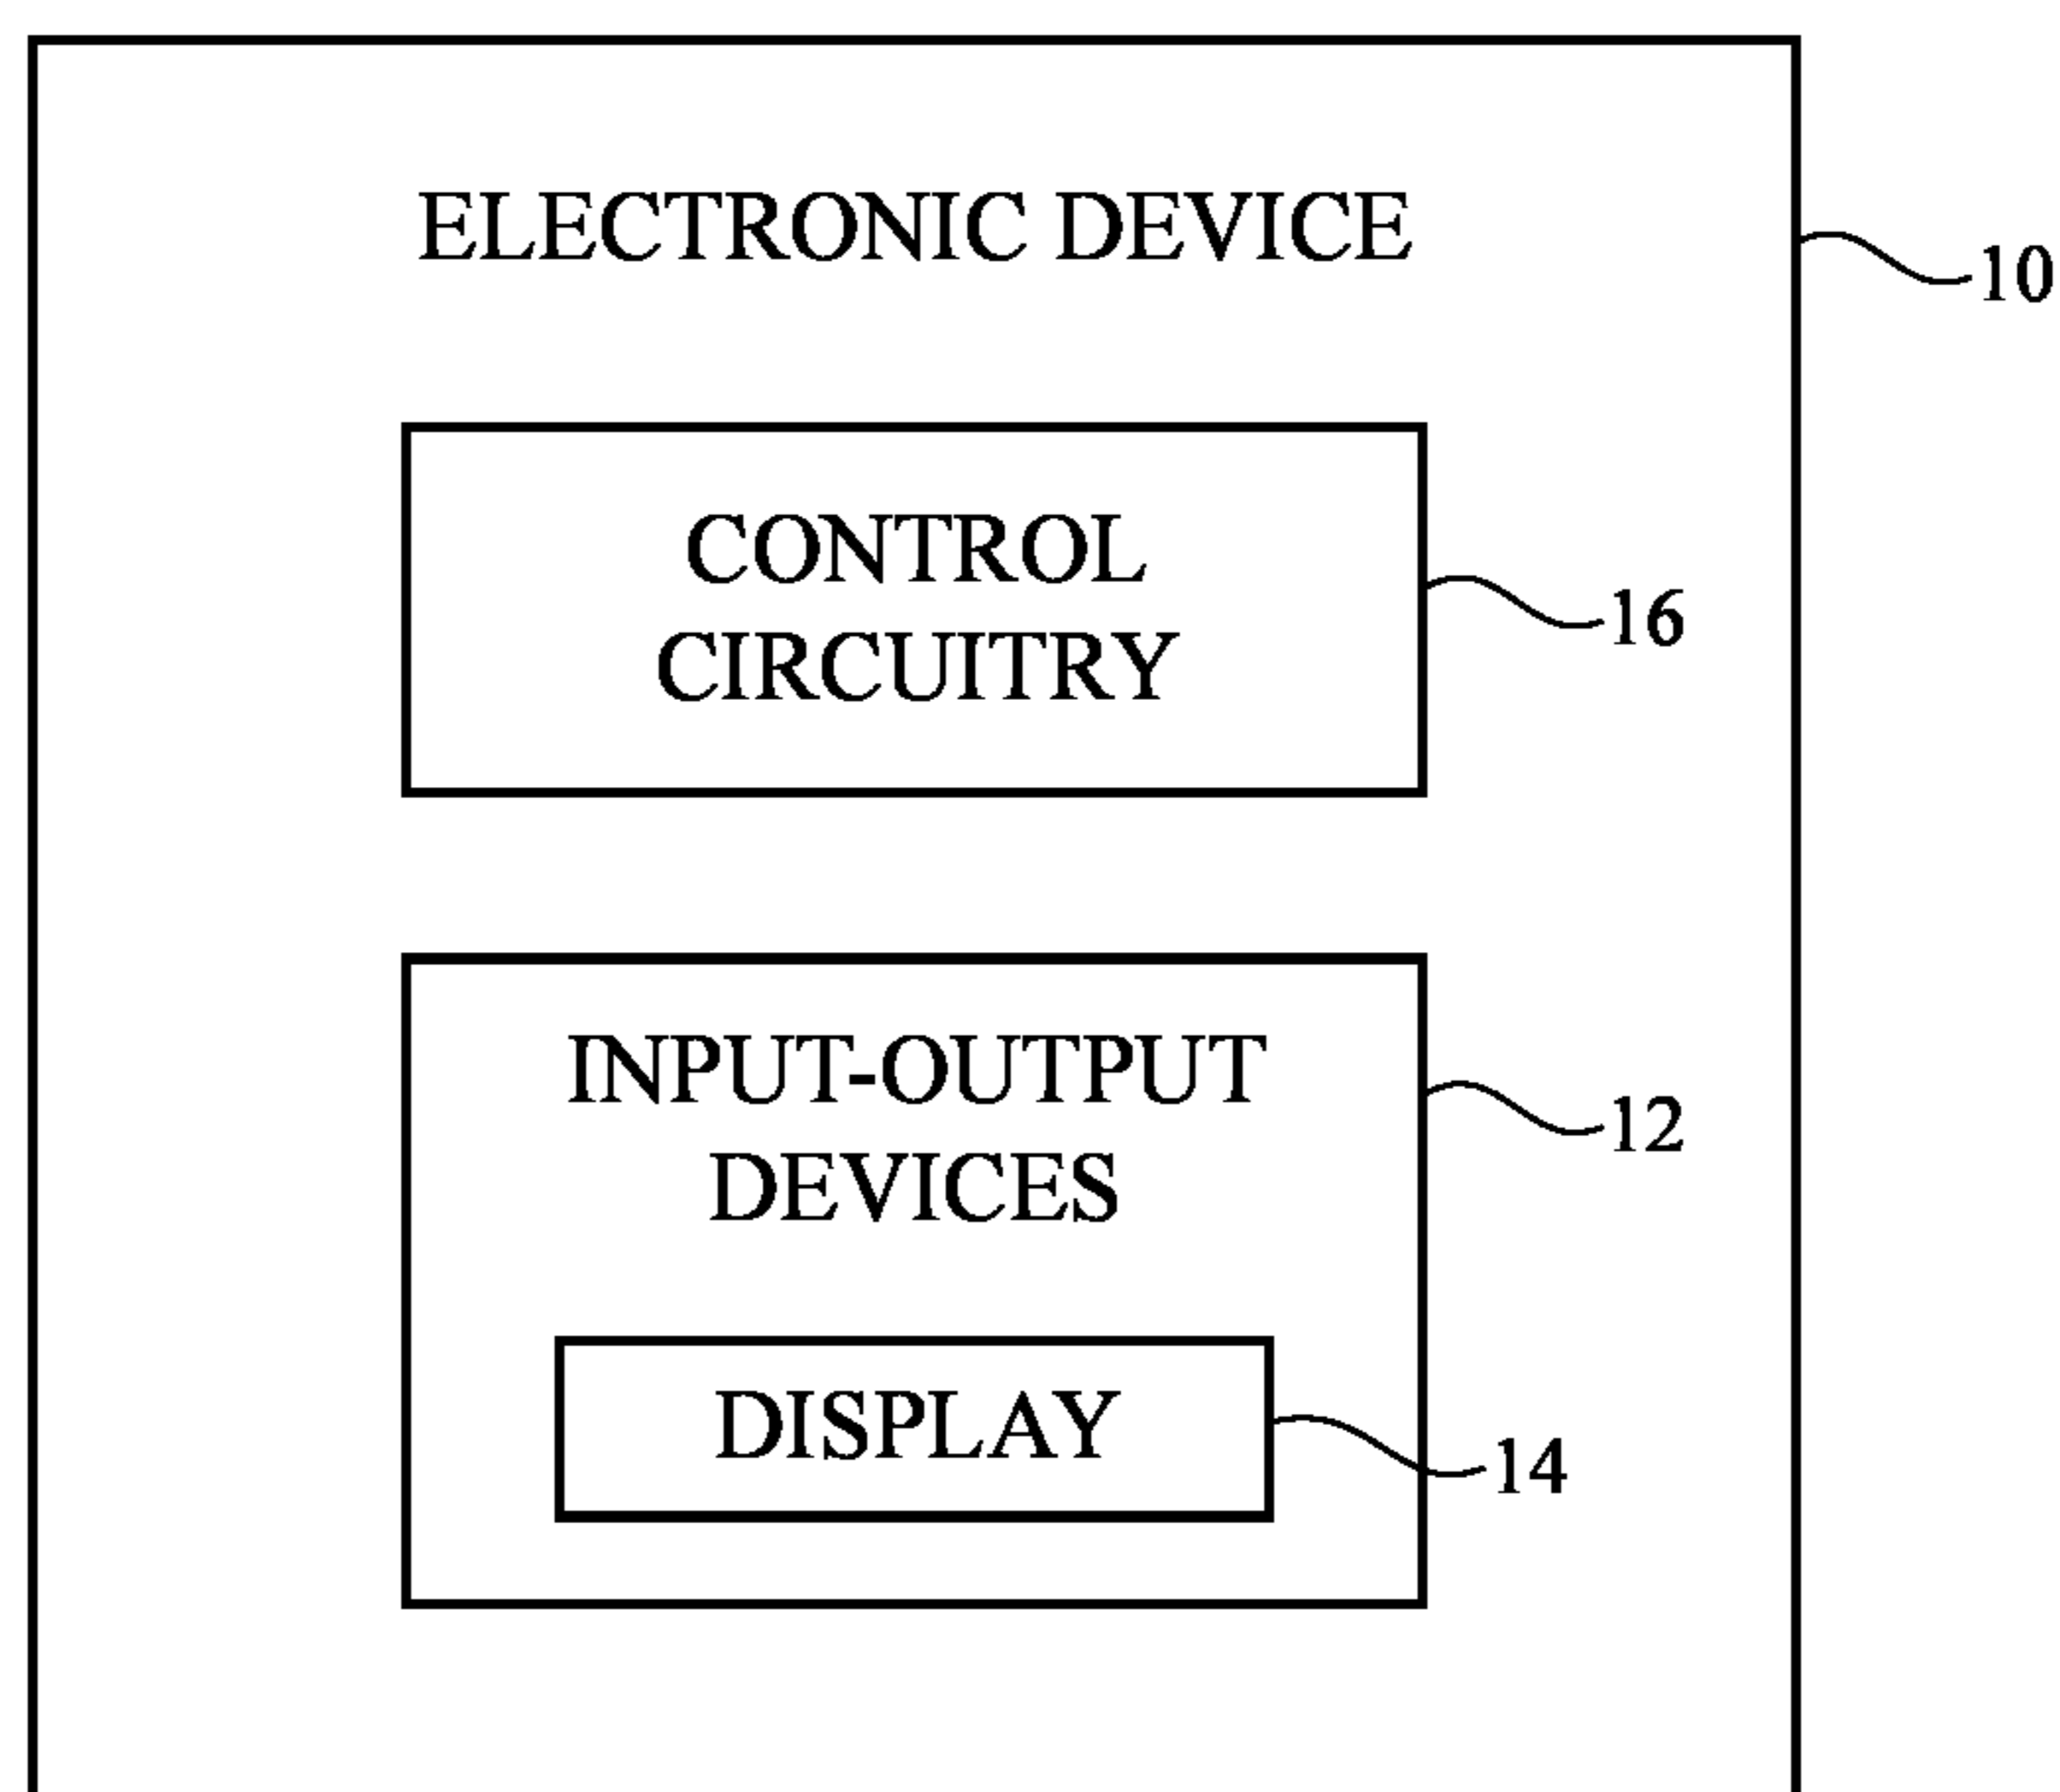 ELECTRONIC DEVICE
10
CONTROL
CIRCUITRY
16
INPUT-OUTPUT
DEVICES
12
DISPLAY
14